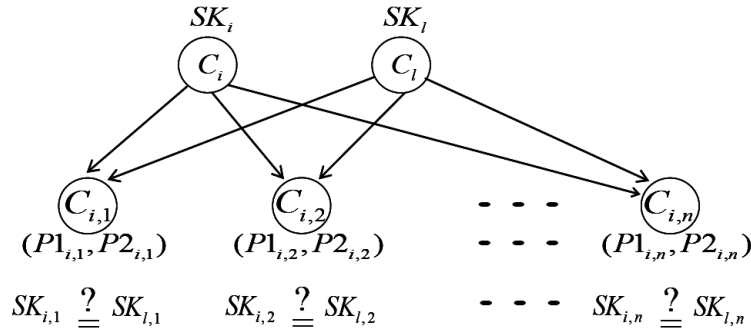 SK_i SK_l
C_i C_l
C_{i,1} C_{i,2} - - - C_{i,n}
(P1_{i,1}, P2_{i,1}) (P1_{i,2}, P2_{i,2}) - - - (P1_{i,n}, P2_{i,n})
SK_{i,1} ≟ SK_{l,1} SK_{i,2} ≟ SK_{l,2} - - - SK_{i,n} ≟ SK_{l,n}